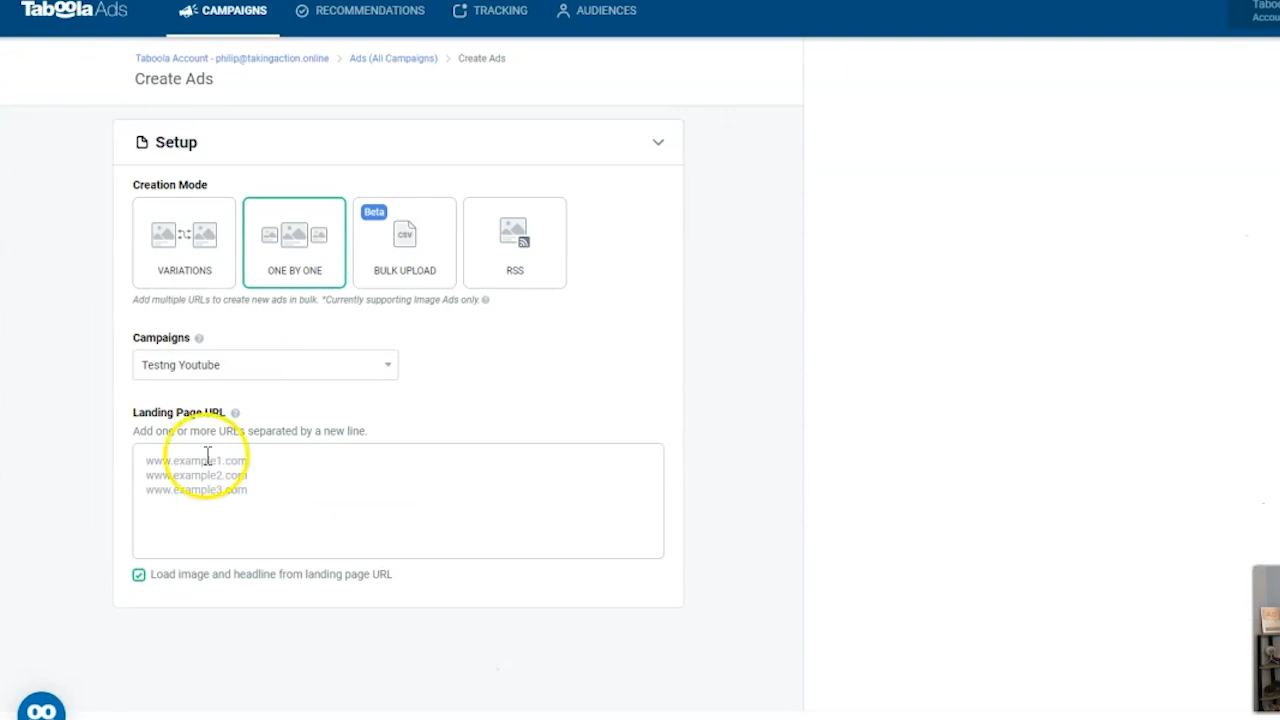 Taboola Ads
CAMPAIGNS
RECOMMENDATIONS
TRACKING
AUDIENCES
Taboola Account - philip@takingaction.online > Ads (All Campaigns) > Create Ads
Create Ads
Setup
Creation Mode
VARIATIONS
ONE BY ONE
Beta
CSV
BULK UPLOAD
RSS
Add multiple URLs to create new ads in bulk. *Currently supporting Image Ads only.
Campaigns
Testng Youtube
Landing Page URL
Add one or more URLs separated by a new line.
www.example1.com
www.example2.com
www.example3.com
Load image and headline from landing page URL